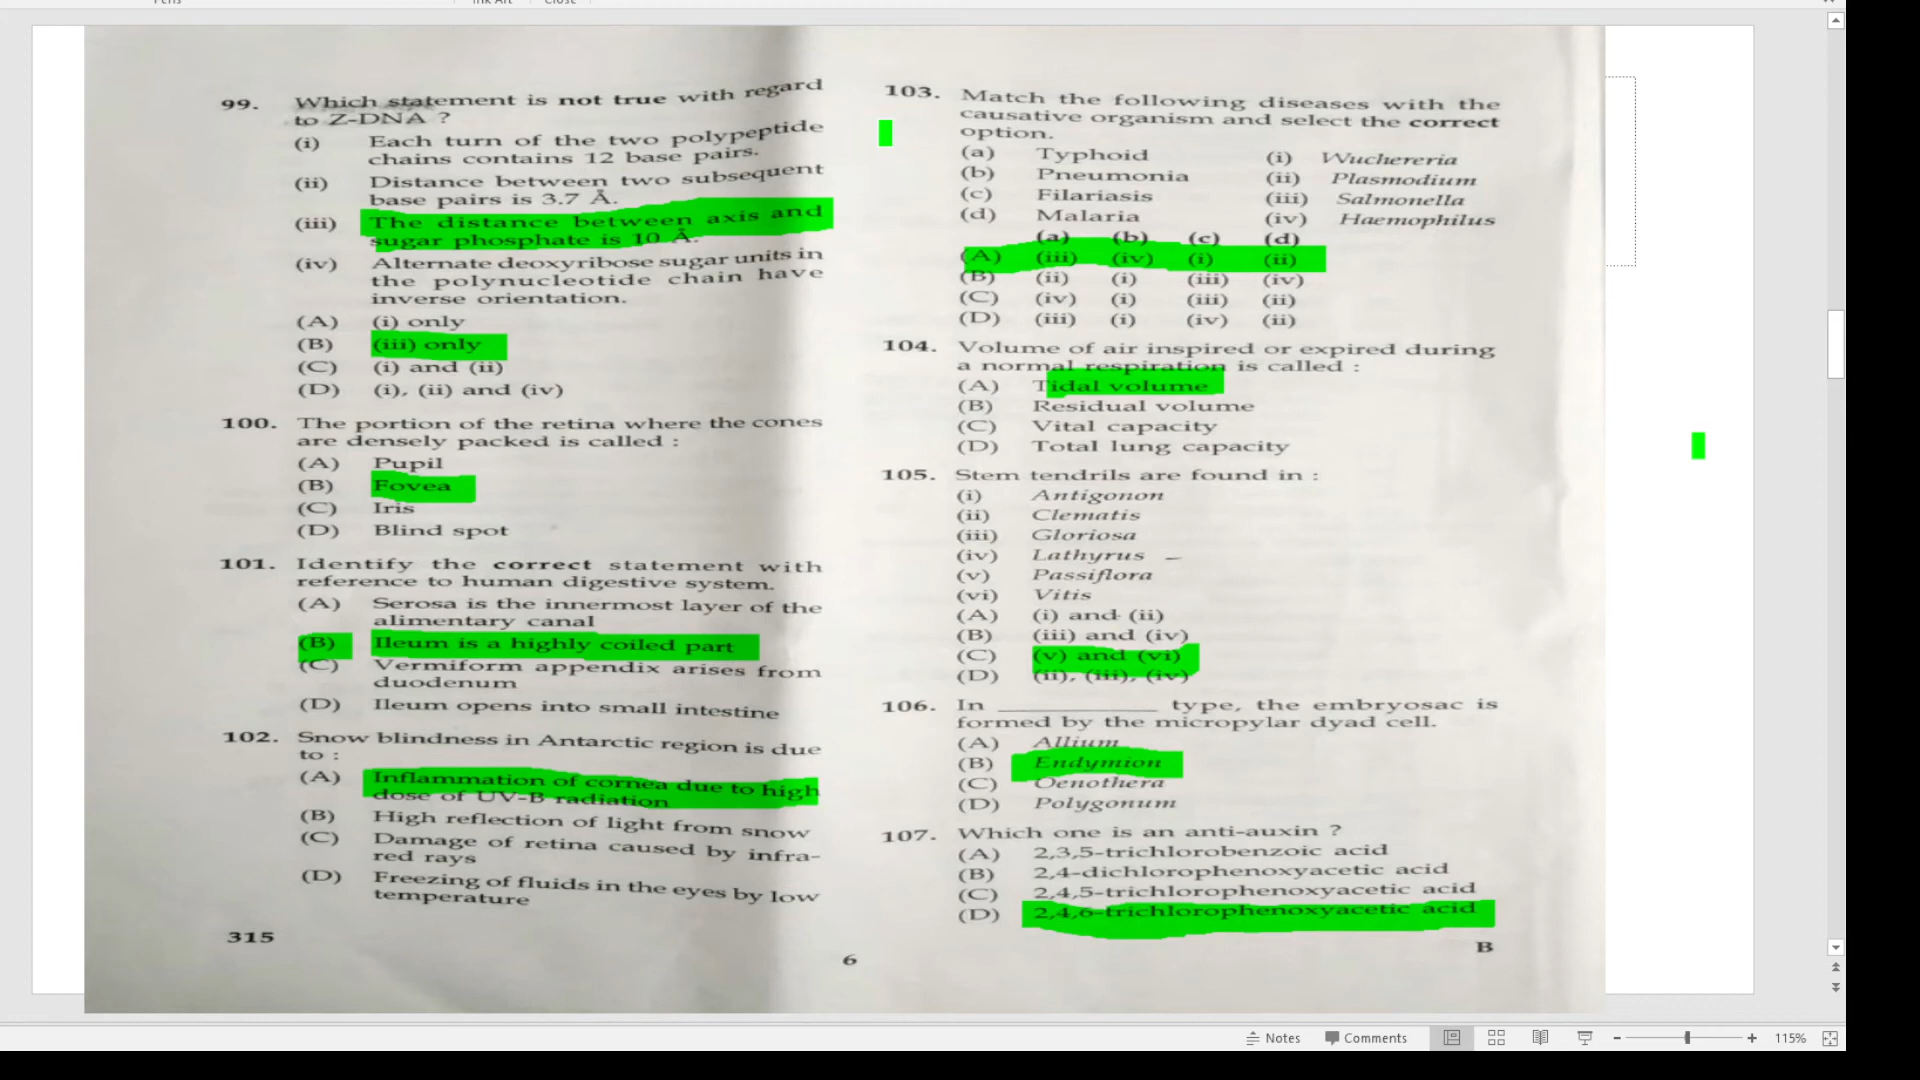 Pens
Ink Art
Close
99. Which statement is not true with regard
to Z-DNA ?
(i) Each turn of the two polypeptide
chains contains 12 base pairs.
(ii) Distance between two subsequent
base pairs is 3.7 Å.
(iii) The distance between axis and
sugar phosphate is 10 Å.
(iv) Alternate deoxyribose sugar units in
the polynucleotide chain have
inverse orientation.
(A) (i) only
(B) (iii) only
(C) (i) and (ii)
(D) (i), (ii) and (iv)
100. The portion of the retina where the cones
are densely packed is called :
(A) Pupil
(B) Fovea
(C) Iris
(D) Blind spot
101. Identify the correct statement with
reference to human digestive system.
(A) Serosa is the innermost layer of the
alimentary canal
(B) Ileum is a highly coiled part
(C) Vermiform appendix arises from
duodenum
(D) Ileum opens into small intestine
102. Snow blindness in Antarctic region is due
to :
(A) Inflammation of cornea due to high
dose of UV-B radiation
(B) High reflection of light from snow
(C) Damage of retina caused by infra-
red rays
(D) Freezing of fluids in the eyes by low
temperature
315
103. Match the following diseases with the
causative organism and select the correct
option.
(a) Typhoid (i) Wuchereria
(b) Pneumonia (ii) Plasmodium
(c) Filariasis (iii) Salmonella
(d) Malaria (iv) Haemophilus
(a) (b) (c) (d)
(A) (iii) (iv) (i) (ii)
(B) (ii) (i) (iii) (iv)
(C) (iv) (i) (iii) (ii)
(D) (iii) (i) (iv) (ii)
104. Volume of air inspired or expired during
a normal respiration is called :
(A) Tidal volume
(B) Residual volume
(C) Vital capacity
(D) Total lung capacity
105. Stem tendrils are found in :
(i) Antigonon
(ii) Clematis
(iii) Gloriosa
(iv) Lathyrus
(v) Passiflora
(vi) Vitis
(A) (i) and (ii)
(B) (iii) and (iv)
(C) (v) and (vi)
(D) (ii), (iii), (iv)
106. In __________ type, the embryosac is
formed by the micropylar dyad cell.
(A) Allium
(B) Endymion
(C) Oenothera
(D) Polygonum
107. Which one is an anti-auxin ?
(A) 2,3,5-trichlorobenzoic acid
(B) 2,4-dichlorophenoxyacetic acid
(C) 2,4,5-trichlorophenoxyacetic acid
(D) 2,4,6-trichlorophenoxyacetic acid
B
6
Notes
Comments
115%